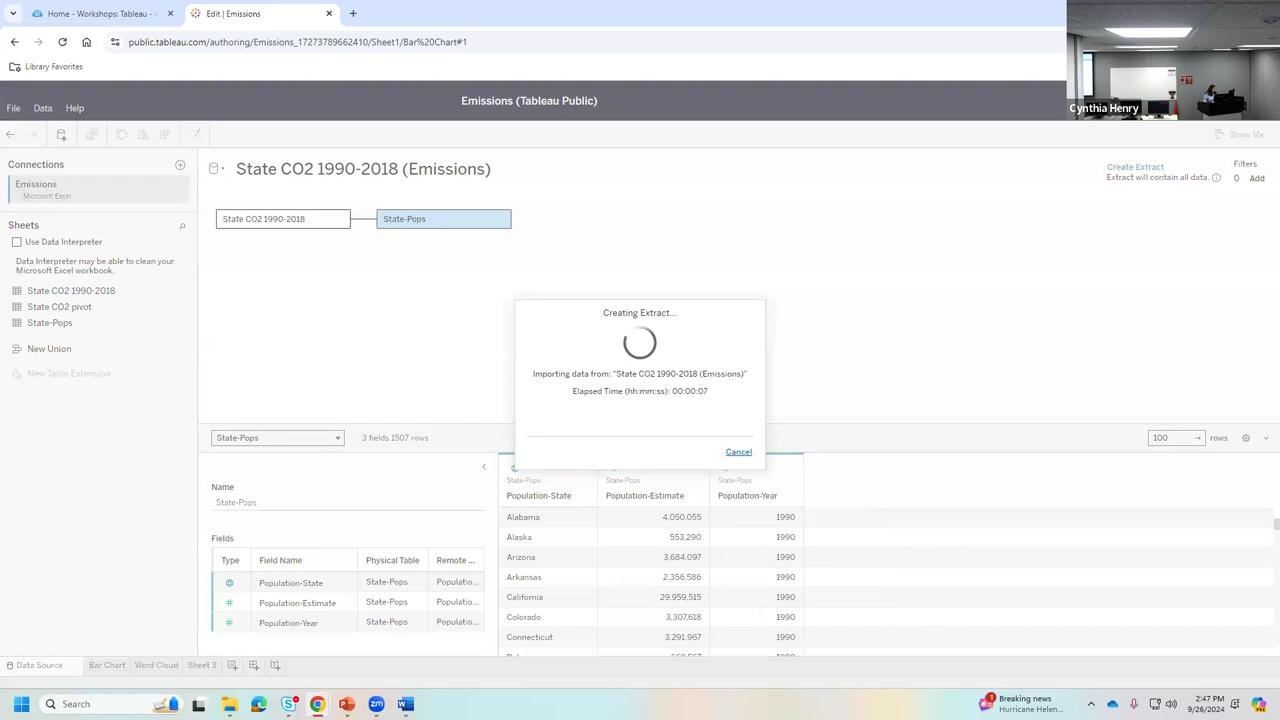 Home - Workshops: Tableau -
Edit | Emissions
public.tableau.com/authoring/Emissions_17273789662410/Sheet1/Bar%20Chart#1
Library Favorites
Emissions (Tableau Public)
File Data Help
Cynthia Henry
Show Me
Connections
Emissions
Microsoft Excel
Sheets
Use Data Interpreter
Data Interpreter may be able to clean your
Microsoft Excel workbook.
State CO2 1990-2018
State CO2 pivot
State-Pops
New Union
New Table Extension
State CO2 1990-2018 (Emissions)
Create Extract
Extract will contain all data.
Filters
0 Add
State CO2 1990-2018
State-Pops
Creating Extract...
Importing data from: "State CO2 1990-2018 (Emissions)"
Elapsed Time (hh:mm:ss): 00:00:07
Cancel
State-Pops
3 fields 1507 rows
100 → rows
Name
State-Pops
Fields
Type Field Name Physical Table Remote ...
Population-State State-Pops Populatio...
Population-Estimate State-Pops Populatio...
Population-Year State-Pops Populatio...
State-Pops State-Pops State-Pops
Population-State Population-Estimate Population-Year
Alabama 4,050,055 1990
Alaska 553,290 1990
Arizona 3,684,097 1990
Arkansas 2,356,586 1990
California 29,959,515 1990
Colorado 3,307,618 1990
Connecticut 3,291,967 1990
Data Source Bar Chart Word Cloud Sheet 3
Search
1
Breaking news
Hurricane Helen...
2:47 PM
9/26/2024